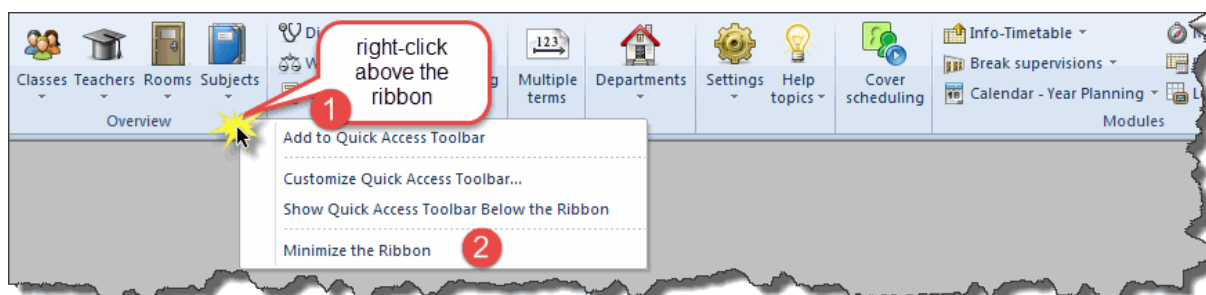 Classes Teachers Rooms Subjects
Overview
right-click
above the
ribbon
1
123
Multiple
terms
Departments
Settings
Help
topics
Cover
scheduling
Info-Timetable
Break supervisions
18 Calendar - Year Planning
Modules
Add to Quick Access Toolbar
Customize Quick Access Toolbar...
Show Quick Access Toolbar Below the Ribbon
Minimize the Ribbon 2